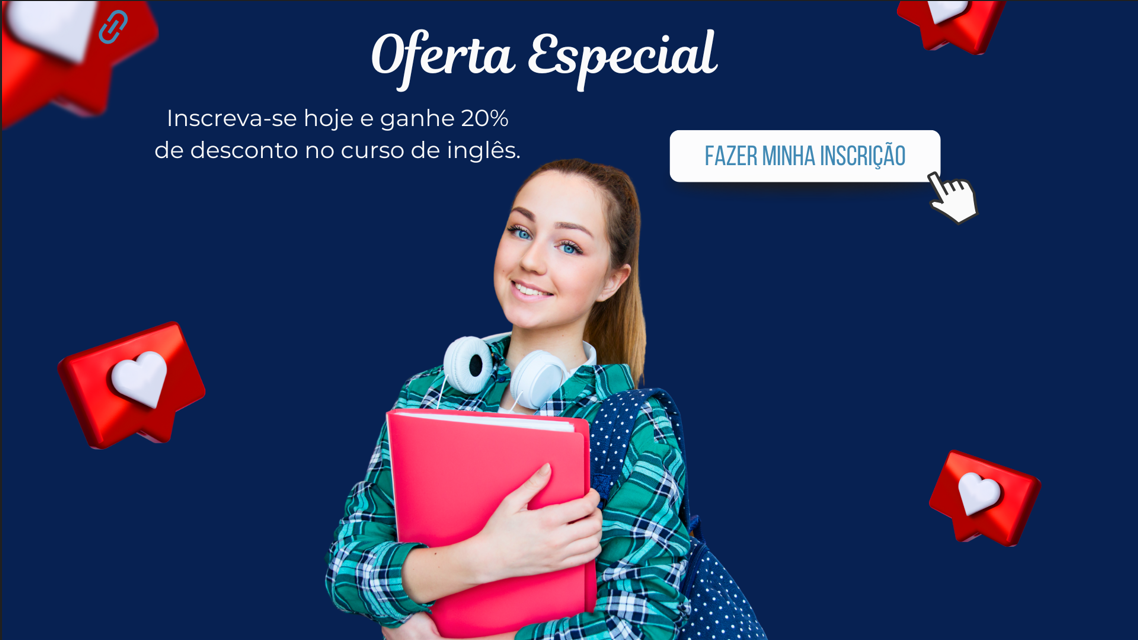 Oferta Especial
Inscreva-se hoje e ganhe 20%
de desconto no curso de inglês.
FAZER MINHA INSCRIÇÃO